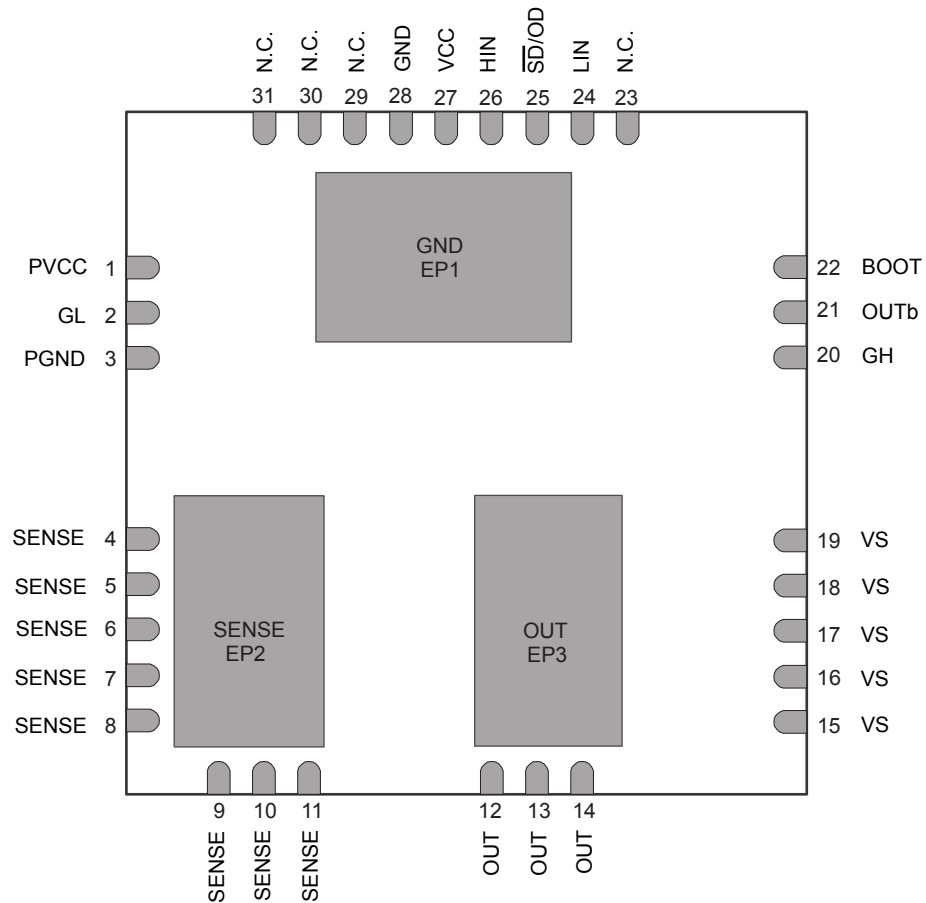 N.C.
N.C.
N.C.
GND
VCC
HIN
S̅D̅/OD
LIN
N.C.
31 30 29 28 27 26 25 24 23
GND
EP1
PVCC 1
GL 2
PGND 3
22 BOOT
21 OUTb
20 GH
SENSE 4
SENSE 5
SENSE 6
SENSE 7
SENSE 8
SENSE
EP2
OUT
EP3
19 VS
18 VS
17 VS
16 VS
15 VS
9 10 11 12 13 14
SENSE
SENSE
SENSE
OUT
OUT
OUT